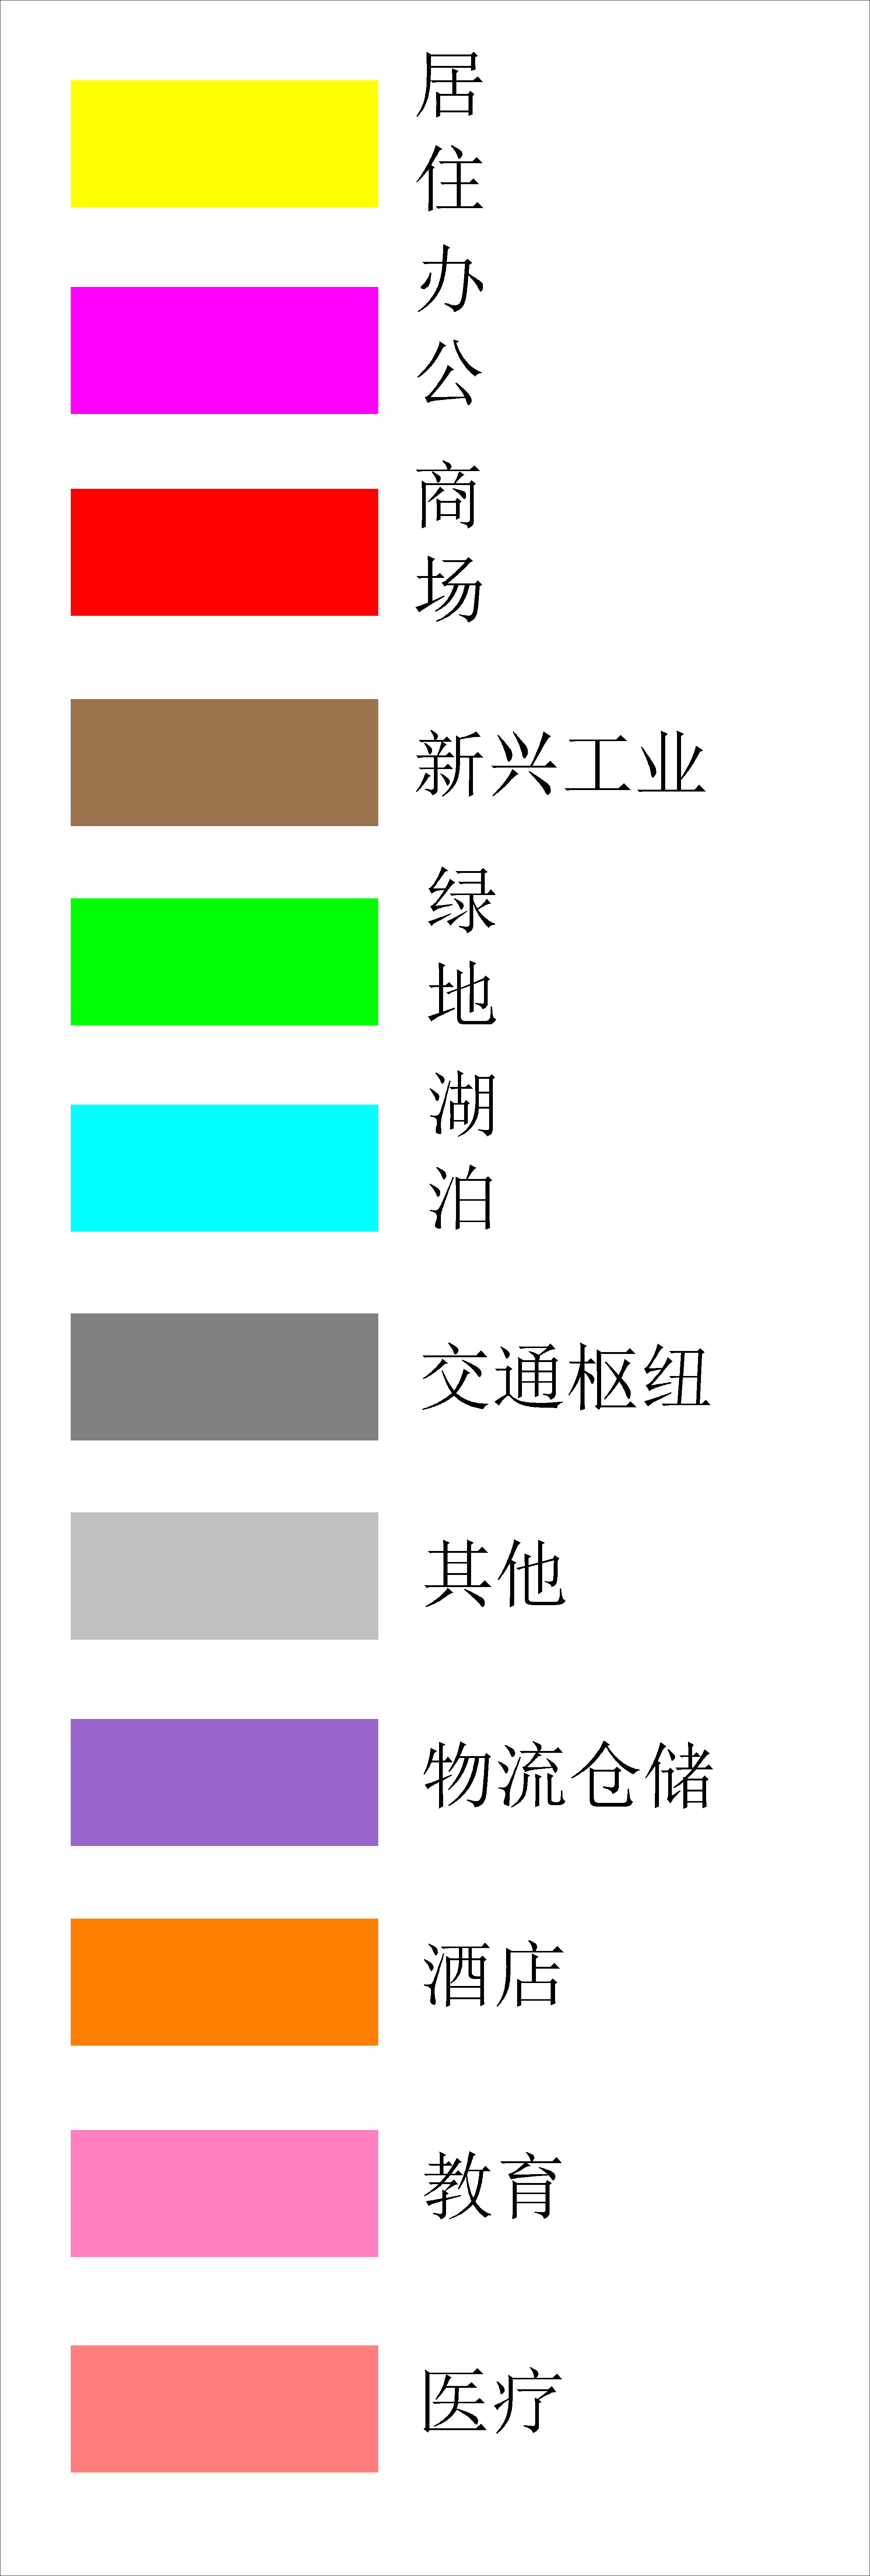 居
住
办
公
商
场
新兴工业
绿
地
湖
泊
交通枢纽
其他
物流仓储
酒店
教育
医疗